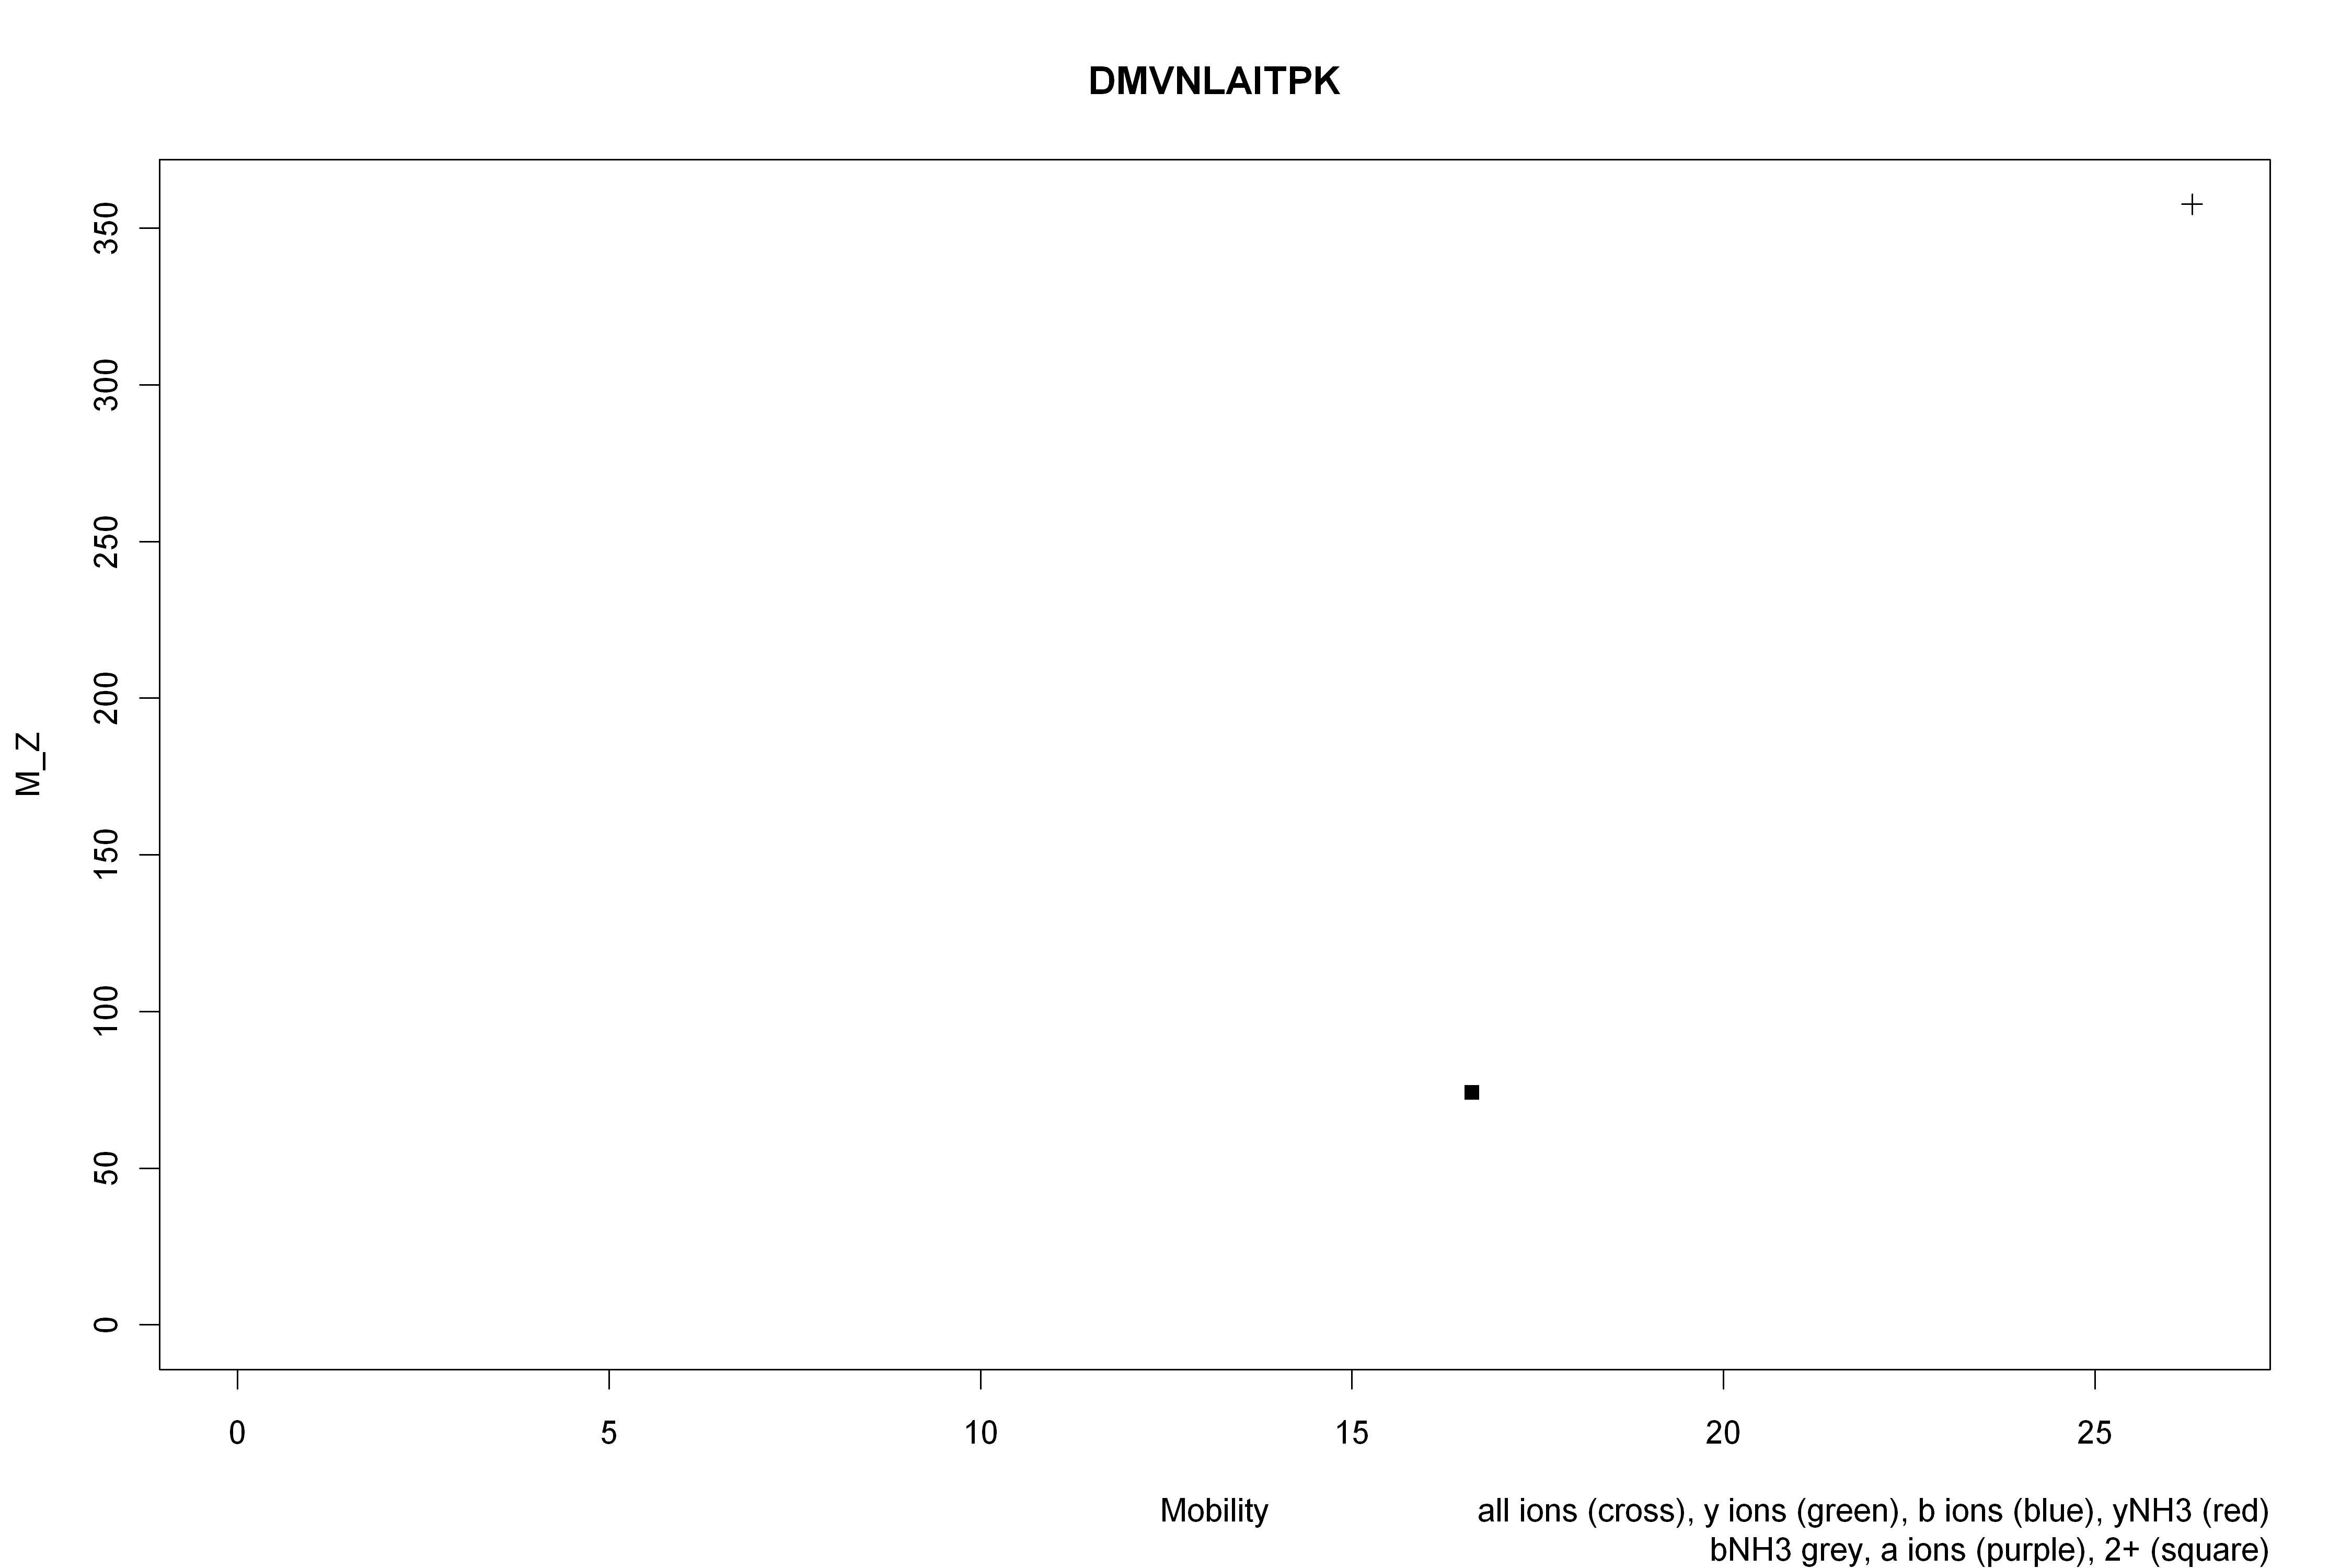 DMVNLAITPK
350
300
250
200
150
100
50
0
M_Z
0 5 10 15 20 25
Mobility
all ions (cross), y ions (green), b ions (blue), yNH3 (red)
bNH3 grey, a ions (purple), 2+ (square)